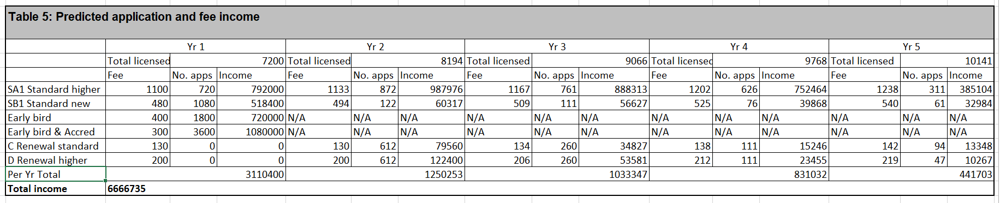 Table 5: Predicted application and fee income
Yr 1 Yr 2 Yr 3 Yr 4 Yr 5
Total licensed 7200 Total licensed 8194 Total licensed 9066 Total licensed 9768 Total licensed 10141
Fee No. apps Income Fee No. apps Income Fee No. apps Income Fee No. apps Income Fee No. apps Income
SA1 Standard higher 1100 720 792000 1133 872 987976 1167 761 888313 1202 626 752464 1238 311 385104
SB1 Standard new 480 1080 518400 494 122 60317 509 111 56627 525 76 39868 540 61 32984
Early bird 400 1800 720000 N/A N/A N/A N/A N/A N/A N/A N/A N/A N/A N/A N/A
Early bird & Accred 300 3600 1080000 N/A N/A N/A N/A N/A N/A N/A N/A N/A N/A N/A N/A
C Renewal standard 130 0 0 130 612 79560 134 260 34827 138 111 15246 142 94 13348
D Renewal higher 200 0 0 200 612 122400 206 260 53581 212 111 23455 219 47 10267
Per Yr Total 3110400 1250253 1033347 831032 441703
Total income 6666735